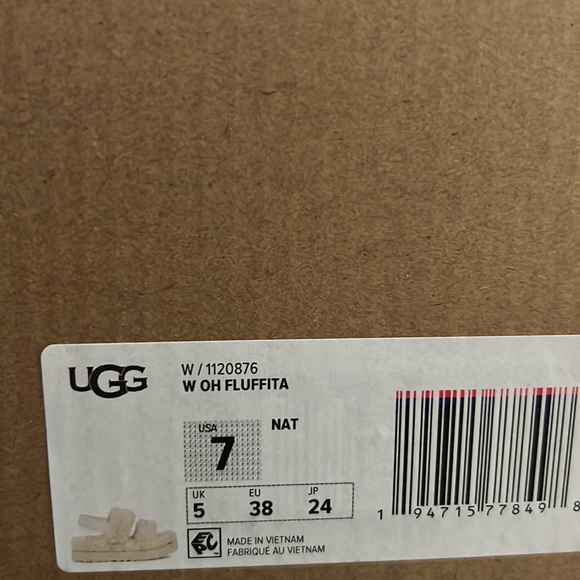 UGG
W / 1120876
W OH FLUFFITA
USA
7
NAT
UK EU JP
5 38 24
MADE IN VIETNAM
FABRIQUÉ AU VIETNAM
1 94715 77849 8